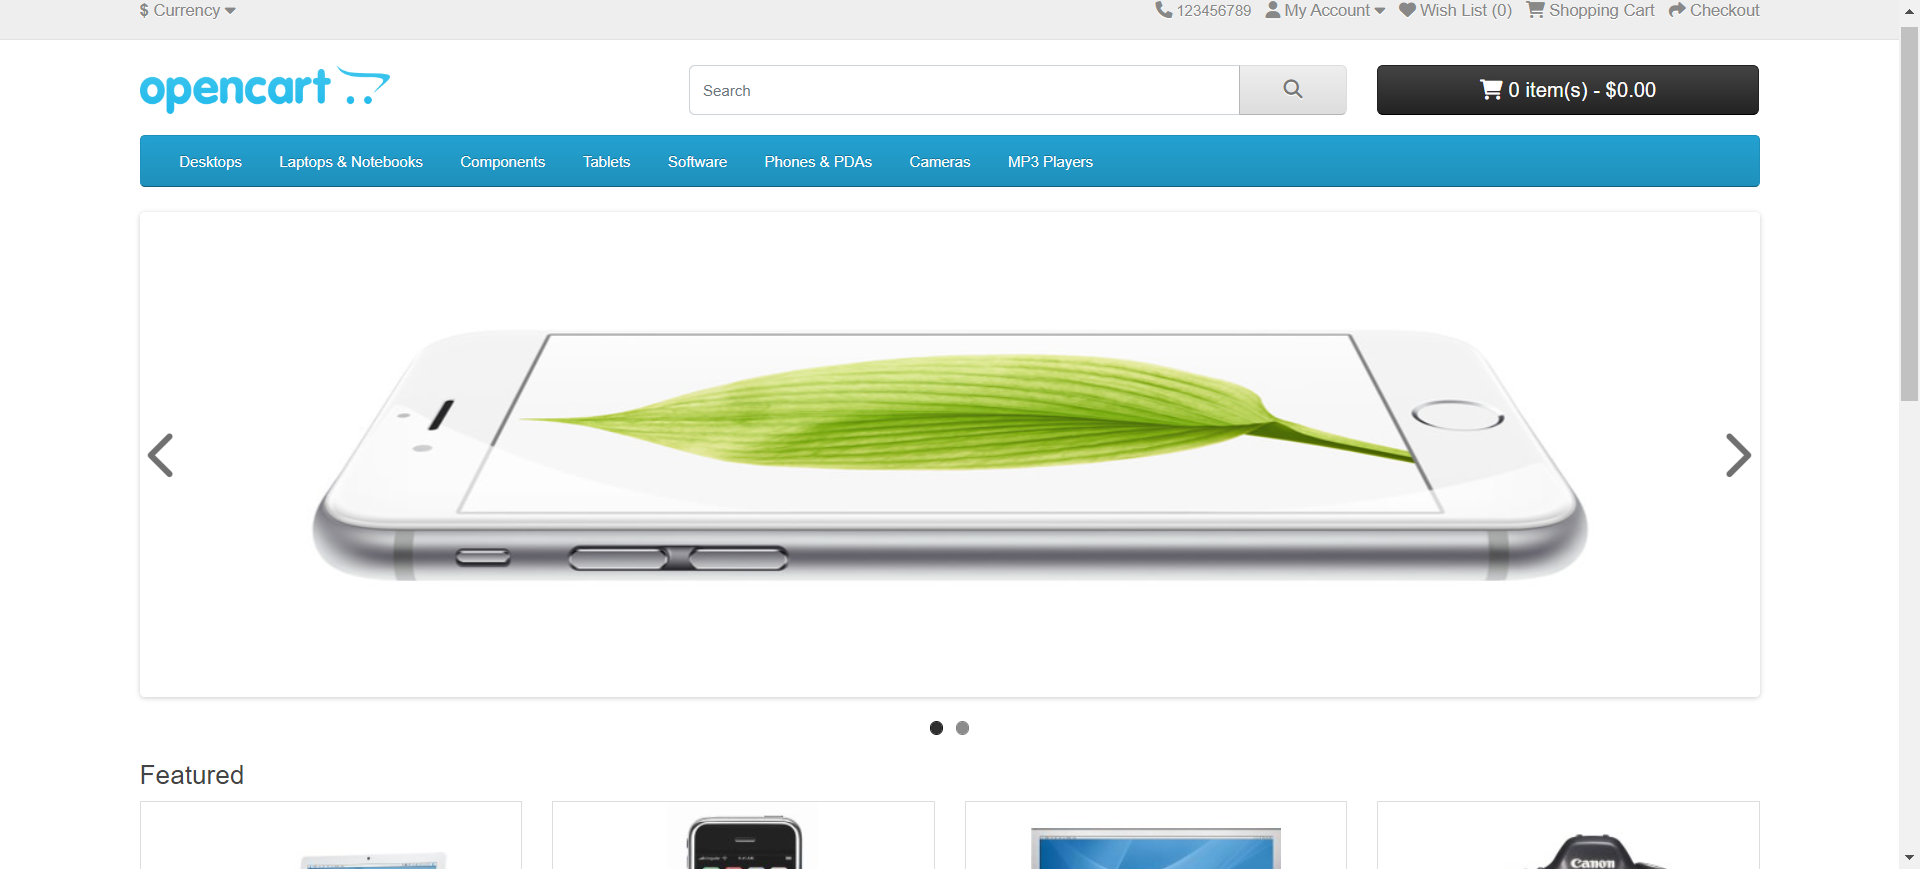 $ Currency
123456789 My Account Wish List (0) Shopping Cart Checkout
opencart
Search
0 item(s) - $0.00
Desktops Laptops & Notebooks Components Tablets Software Phones & PDAs Cameras MP3 Players
Featured
Canon